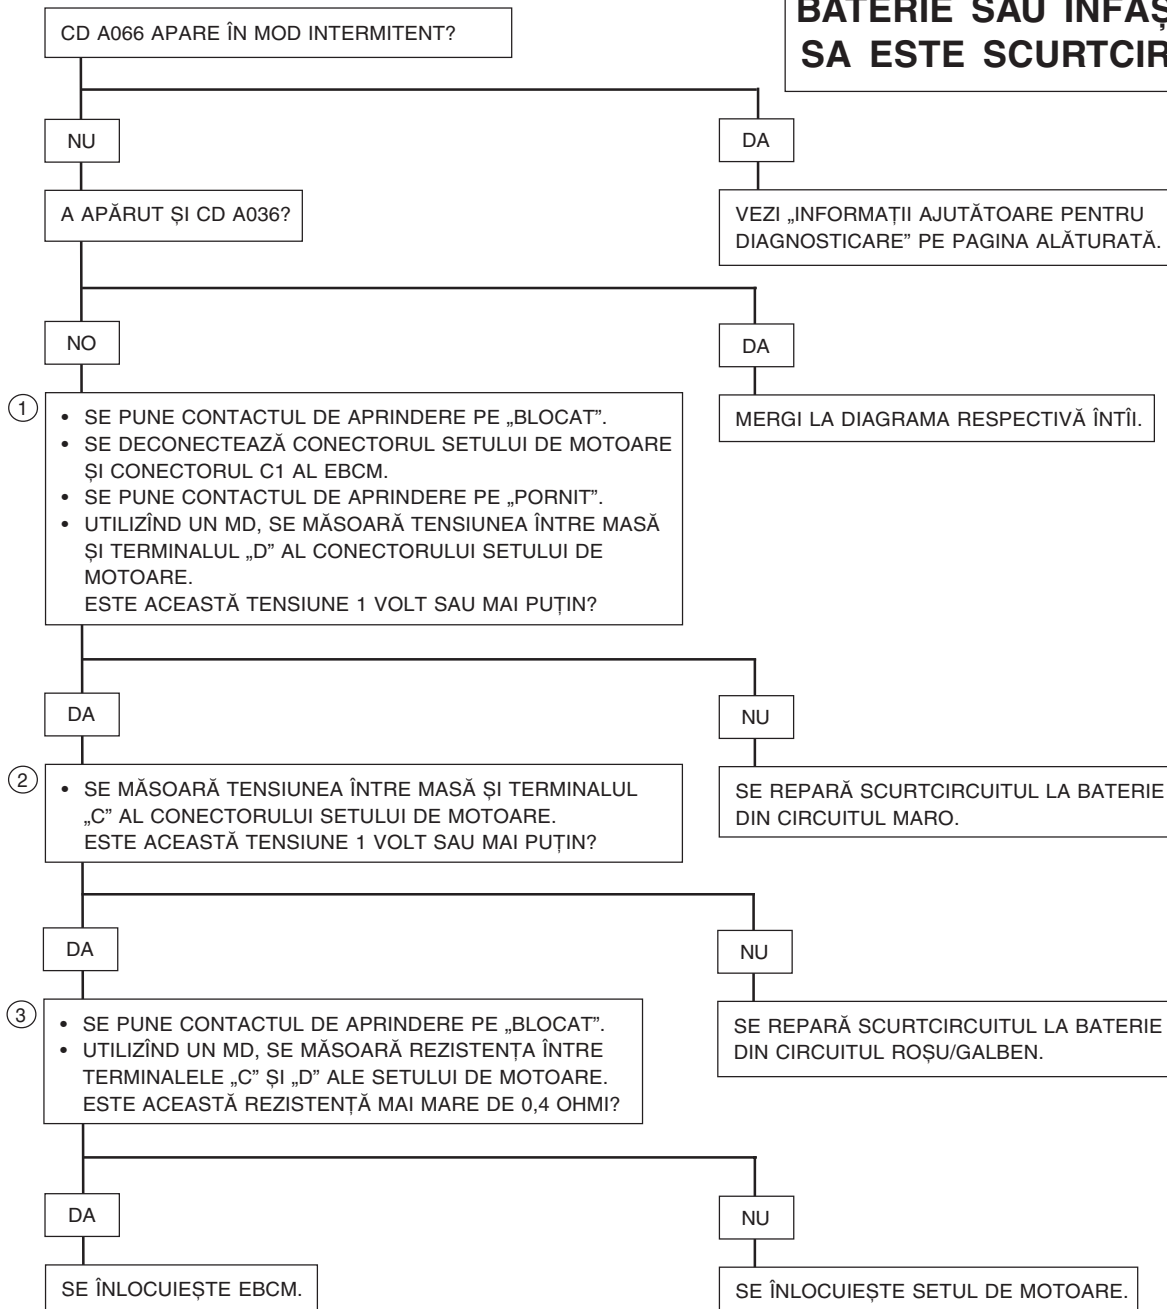 BATERIE SAU ÎNFĂȘ
SA ESTE SCURTCIR
CD A066 APARE ÎN MOD INTERMITENT?
NU
DA
A APĂRUT ȘI CD A036?
VEZI „INFORMAȚII AJUTĂTOARE PENTRU
DIAGNOSTICARE” PE PAGINA ALĂTURATĂ.
NO
DA
1
• SE PUNE CONTACTUL DE APRINDERE PE „BLOCAT”.
• SE DECONECTEAZĂ CONECTORUL SETULUI DE MOTOARE
ȘI CONECTORUL C1 AL EBCM.
• SE PUNE CONTACTUL DE APRINDERE PE „PORNIT”.
• UTILIZÎND UN MD, SE MĂSOARĂ TENSIUNEA ÎNTRE MASĂ
ȘI TERMINALUL „D” AL CONECTORULUI SETULUI DE
MOTOARE.
ESTE ACEASTĂ TENSIUNE 1 VOLT SAU MAI PUȚIN?
MERGI LA DIAGRAMA RESPECTIVĂ ÎNTÎI.
DA
NU
2
• SE MĂSOARĂ TENSIUNEA ÎNTRE MASĂ ȘI TERMINALUL
„C” AL CONECTORULUI SETULUI DE MOTOARE.
ESTE ACEASTĂ TENSIUNE 1 VOLT SAU MAI PUȚIN?
SE REPARĂ SCURTCIRCUITUL LA BATERIE
DIN CIRCUITUL MARO.
DA
NU
3
• SE PUNE CONTACTUL DE APRINDERE PE „BLOCAT”.
• UTILIZÎND UN MD, SE MĂSOARĂ REZISTENȚA ÎNTRE
TERMINALELE „C” ȘI „D” ALE SETULUI DE MOTOARE.
ESTE ACEASTĂ REZISTENȚĂ MAI MARE DE 0,4 OHMI?
SE REPARĂ SCURTCIRCUITUL LA BATERIE
DIN CIRCUITUL ROȘU/GALBEN.
DA
NU
SE ÎNLOCUIEȘTE EBCM.
SE ÎNLOCUIEȘTE SETUL DE MOTOARE.